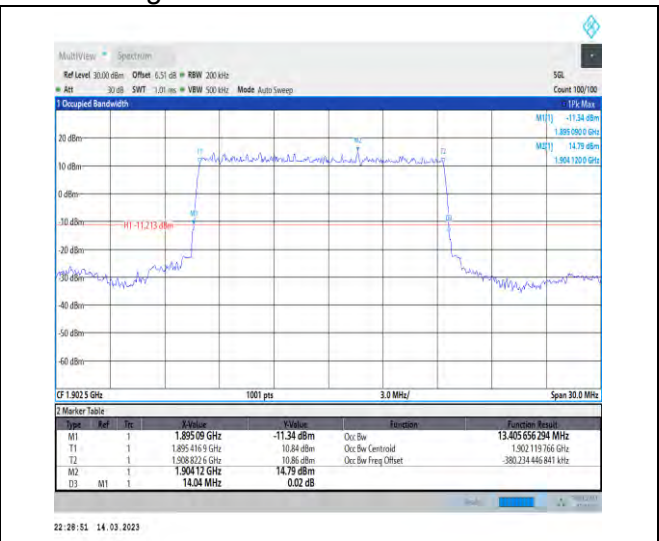 MultiView Spectrum
Ref Level 30.00 dBm Offset 6.51 dB RBW 200 kHz SGL
Att 30 dB SWT 1.01 ms VBW 500 kHz Mode Auto Sweep Count 100/100
1 Occupied Bandwidth 1Pk Max
M1[1] -11.34 dBm
1.895 090 0 GHz
M2[1] 14.79 dBm
1.904 120 0 GHz
20 dBm
M2
T1 T2
10 dBm
0 dBm
M1
D3
-10 dBm
H1 -11.213 dBm
-20 dBm
-30 dBm
-40 dBm
-50 dBm
-60 dBm
CF 1.902 5 GHz 1001 pts 3.0 MHz/ Span 30.0 MHz
2 Marker Table
Type Ref Trc X-Value Y-Value Function Function Result
M1 1 1.895 09 GHz -11.34 dBm Occ Bw 13.405 656 294 MHz
T1 1 1.895 416 9 GHz 10.84 dBm Occ Bw Centroid 1.902 119 766 GHz
T2 1 1.908 822 6 GHz 10.86 dBm Occ Bw Freq Offset -380.234 446 841 kHz
M2 1 1.904 12 GHz 14.79 dBm
D3 M1 1 14.04 MHz 0.02 dB
22:28:51 14.03.2023